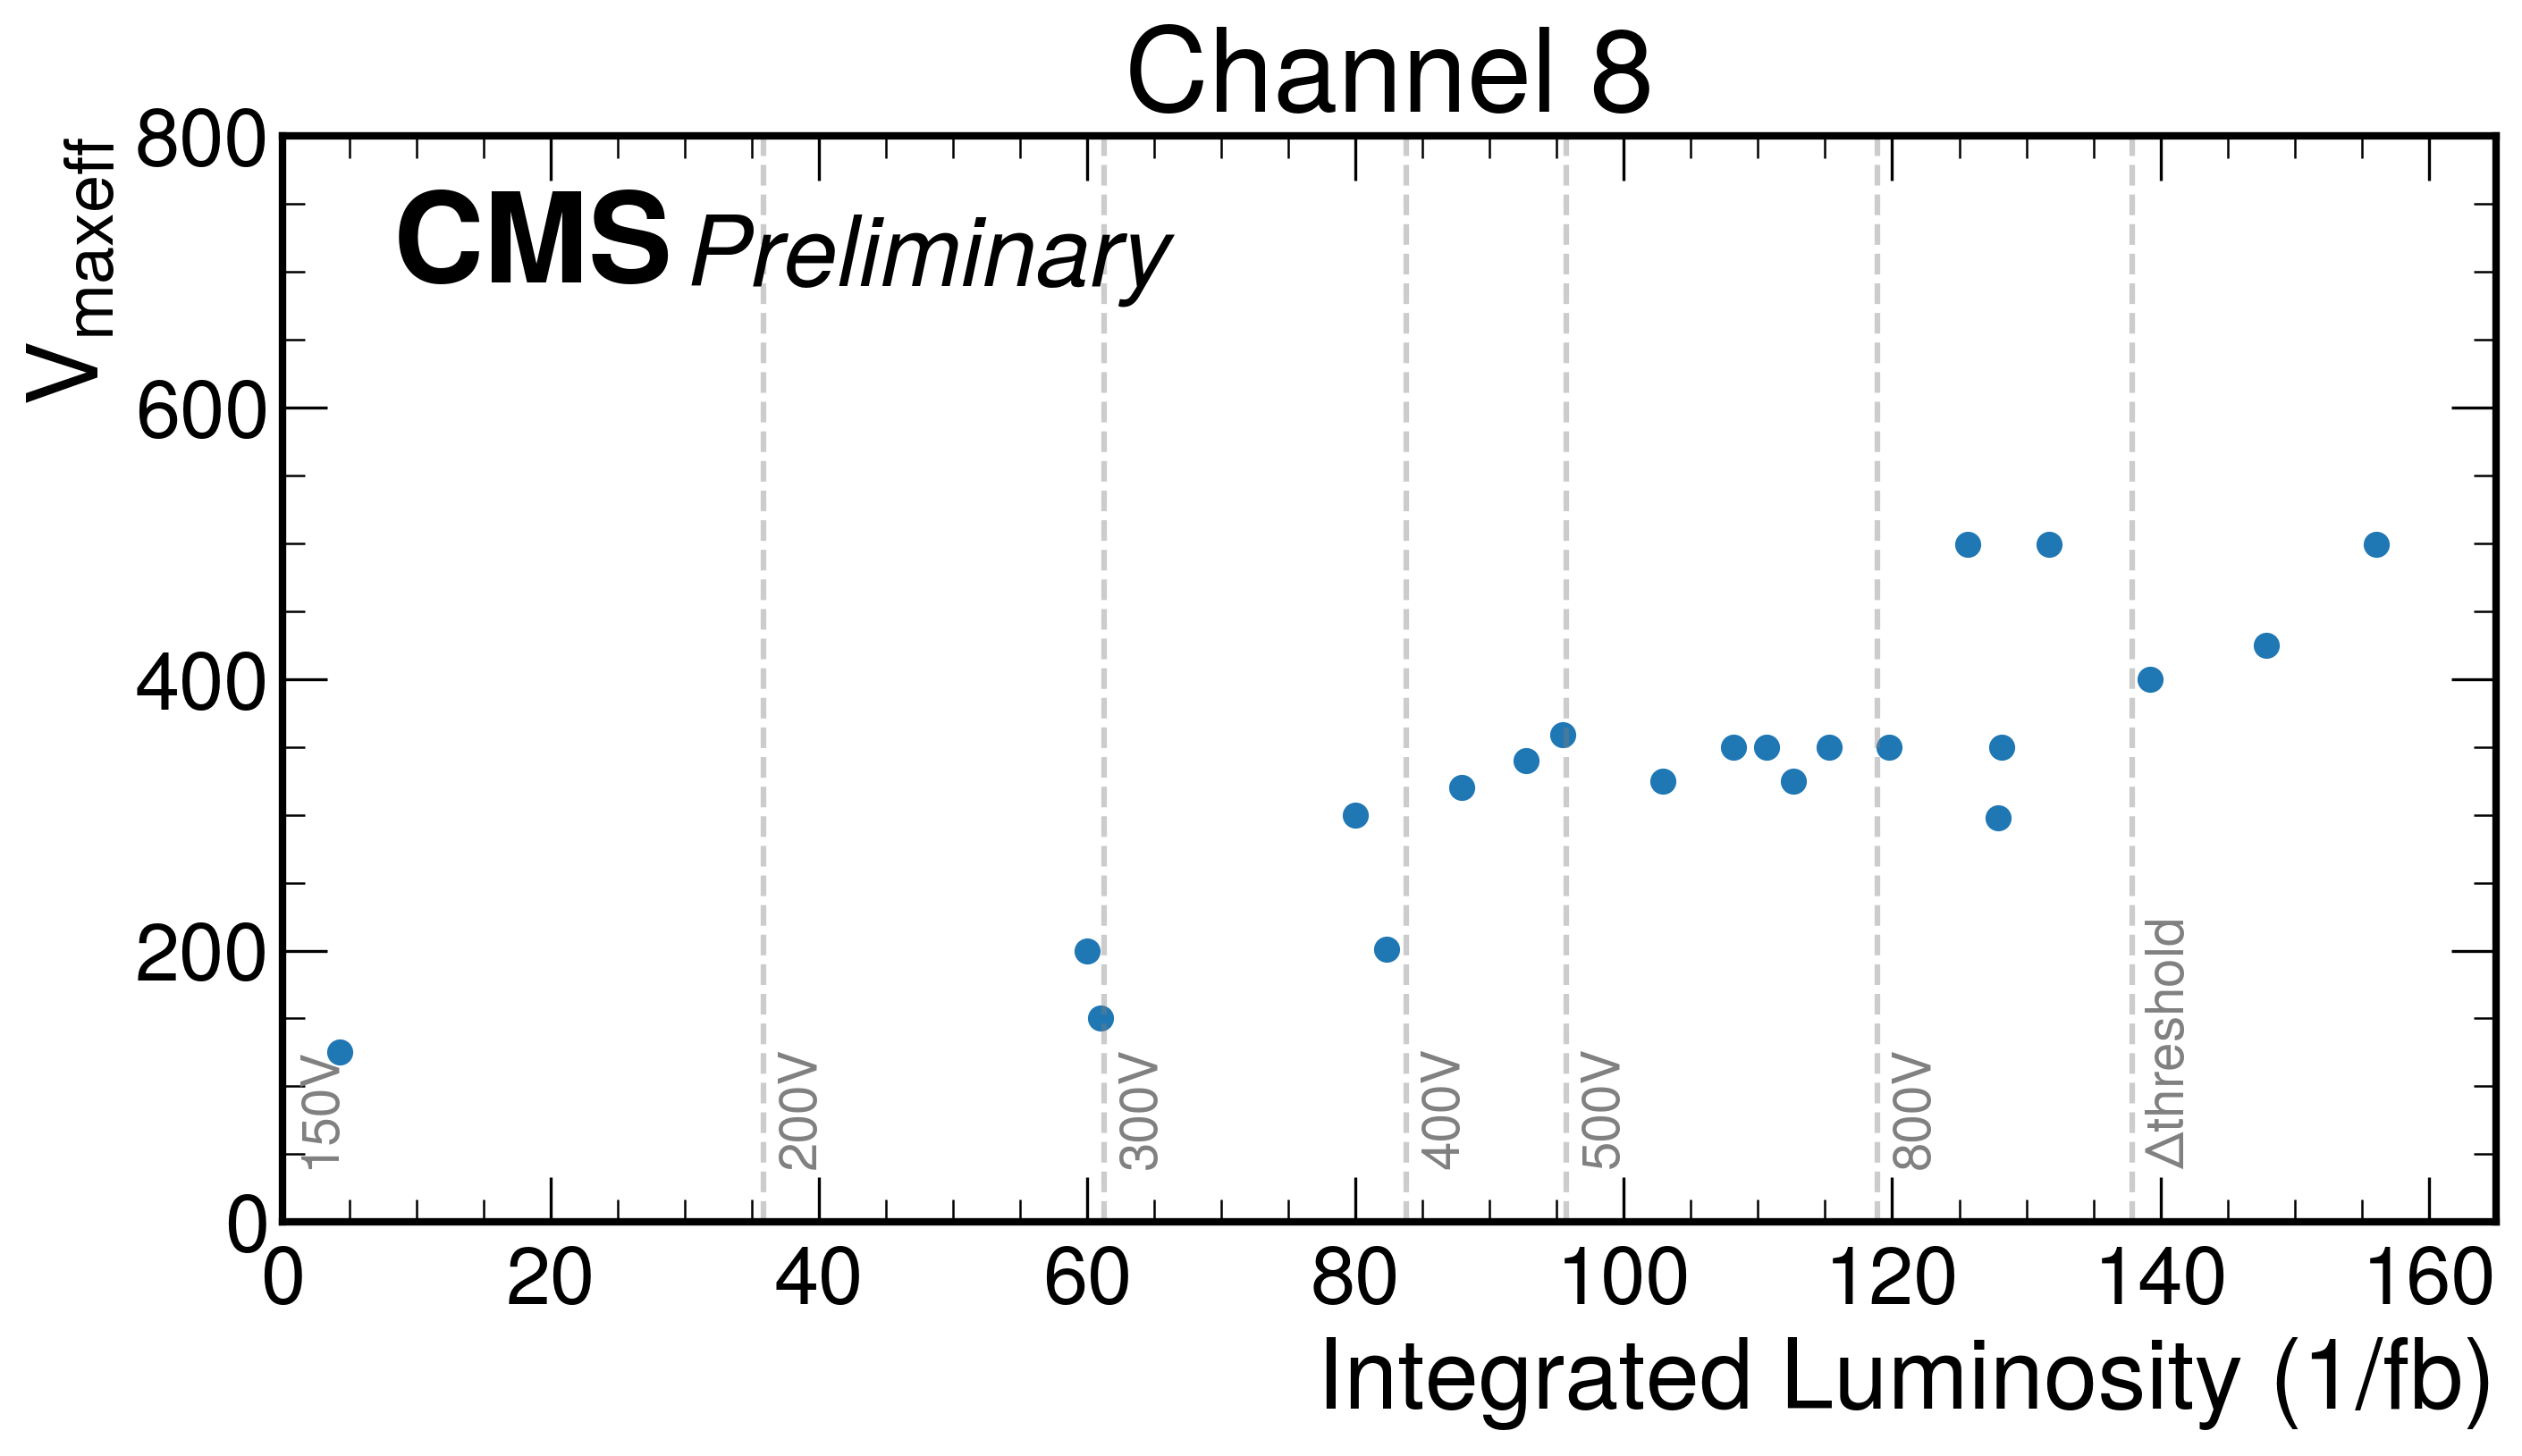 Channel 8
CMS Preliminary
V_maxeff
800
600
400
200
0
150V
200V
300V
400V
500V
800V
Δthreshold
0 20 40 60 80 100 120 140 160
Integrated Luminosity (1/fb)